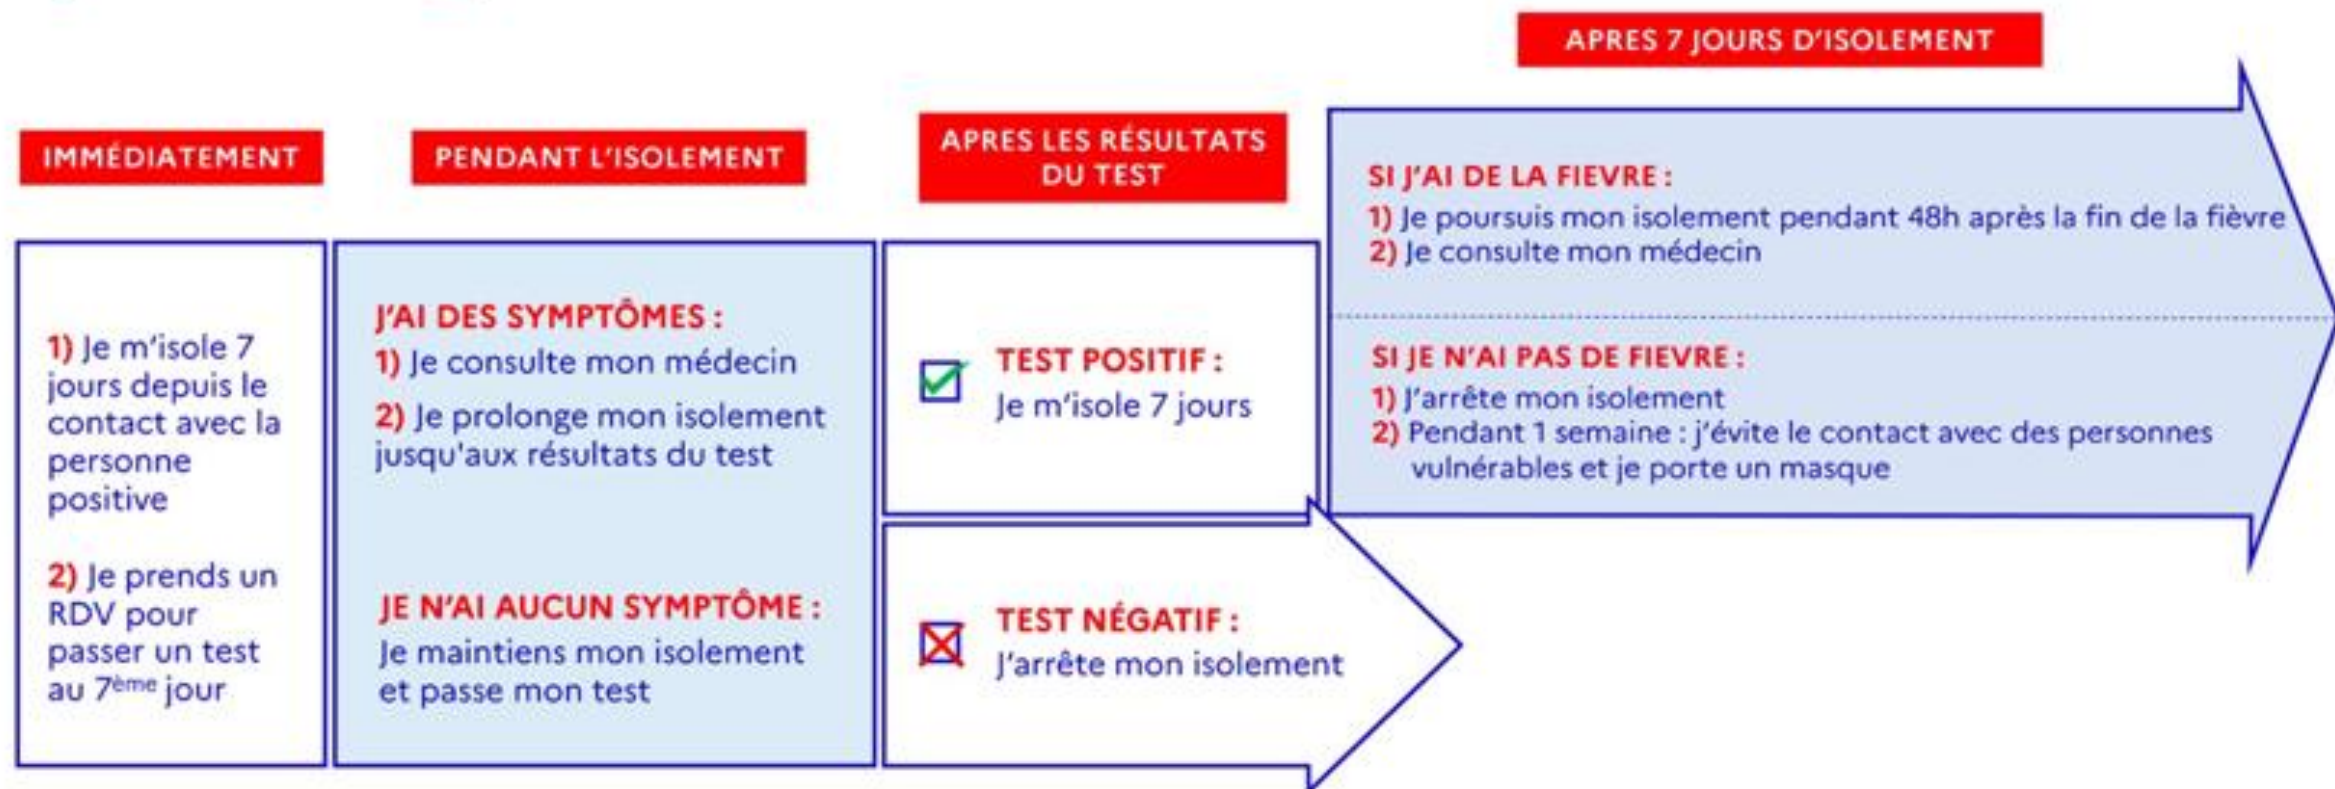 IMMÉDIATEMENT
1) Je m'isole 7
jours depuis le
contact avec la
personne
positive
2) Je prends un
RDV pour
passer un test
au 7ème jour
PENDANT L'ISOLEMENT
J'AI DES SYMPTÔMES :
1) Je consulte mon médecin
2) Je prolonge mon isolement
jusqu'aux résultats du test
JE N'AI AUCUN SYMPTÔME :
Je maintiens mon isolement
et passe mon test
APRES LES RÉSULTATS
DU TEST
TEST POSITIF :
Je m'isole 7 jours
TEST NÉGATIF :
J'arrête mon isolement
APRES 7 JOURS D'ISOLEMENT
SI J'AI DE LA FIEVRE :
1) Je poursuis mon isolement pendant 48h après la fin de la fièvre
2) Je consulte mon médecin
SI JE N'AI PAS DE FIEVRE :
1) J'arrête mon isolement
2) Pendant 1 semaine : j'évite le contact avec des personnes
vulnérables et je porte un masque